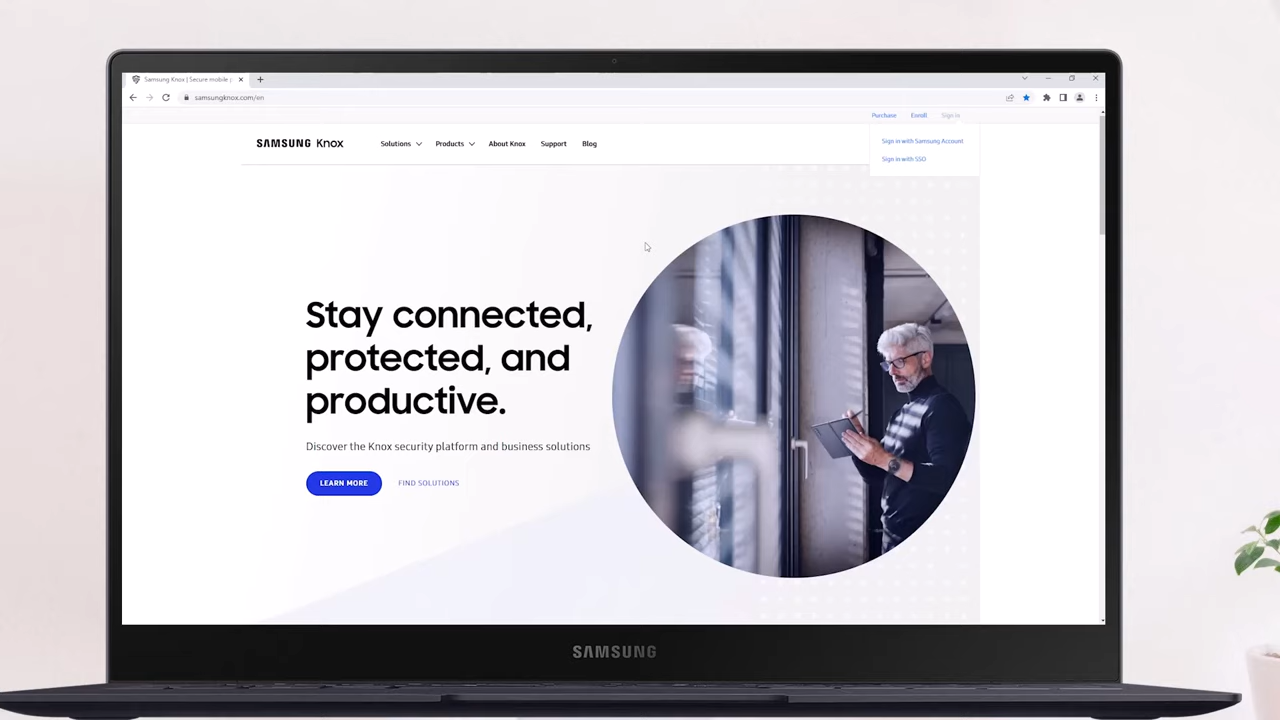 Samsung Knox | Secure mobile
samsungknox.com/en
Purchase Enroll Sign in
Sign in with Samsung Account
Sign in with SSO
SAMSUNG Knox Solutions Products About Knox Support Blog
Stay connected,
protected, and
productive.
Discover the Knox security platform and business solutions
LEARN MORE FIND SOLUTIONS
SAMSUNG